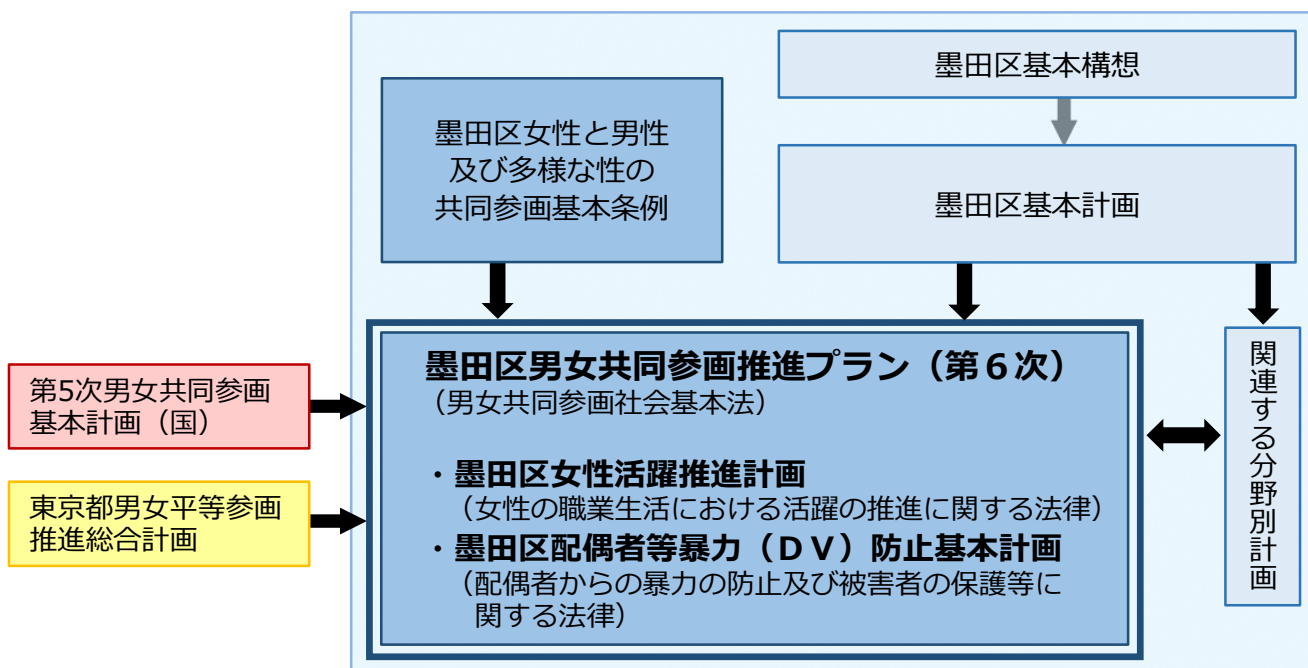 墨田区基本構想
墨田区女性と男性
及び多様な性の
共同参画基本条例
墨田区基本計画
第5次男女共同参画
基本計画（国）
東京都男女平等参画
推進総合計画
墨田区男女共同参画推進プラン（第６次）
（男女共同参画社会基本法）
・墨田区女性活躍推進計画
（女性の職業生活における活躍の推進に関する法律）
・墨田区配偶者等暴力（ＤＶ）防止基本計画
（配偶者からの暴力の防止及び被害者の保護等に
関する法律）
関連する分野別計画